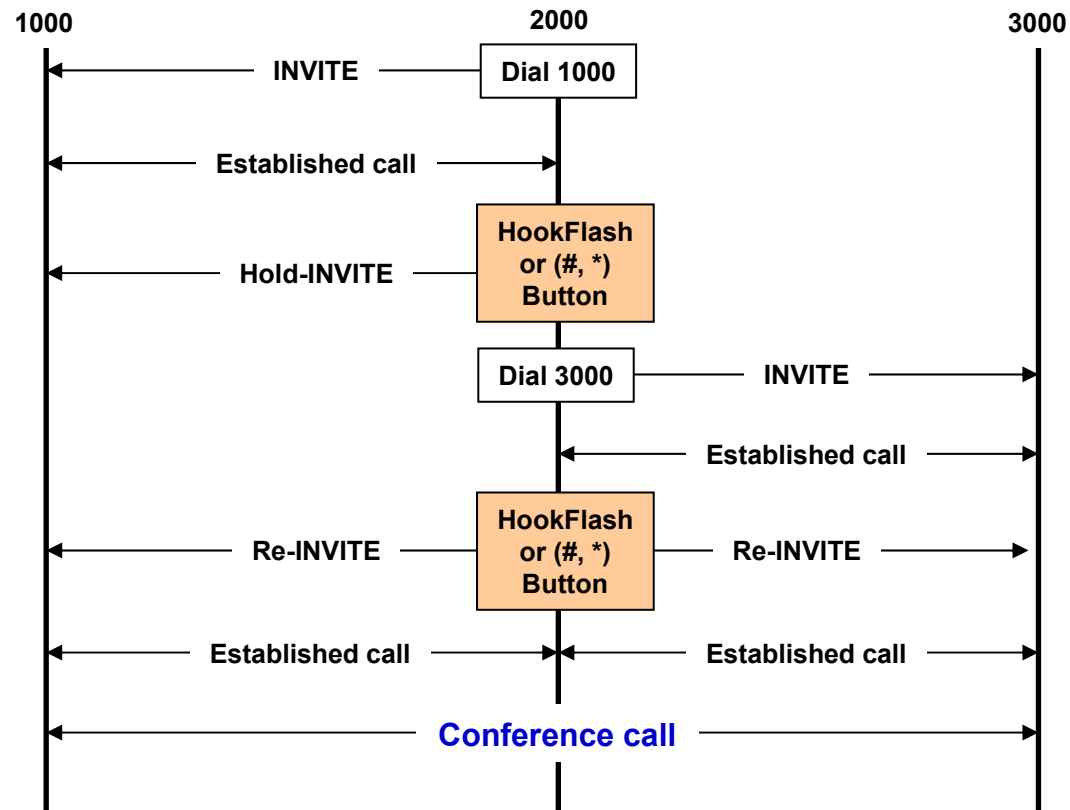 1000
2000
3000
INVITE
Dial 1000
Established call
HookFlash
or (#, *)
Button
Hold-INVITE
Dial 3000
INVITE
Established call
HookFlash
or (#, *)
Button
Re-INVITE
Re-INVITE
Established call
Established call
Conference call